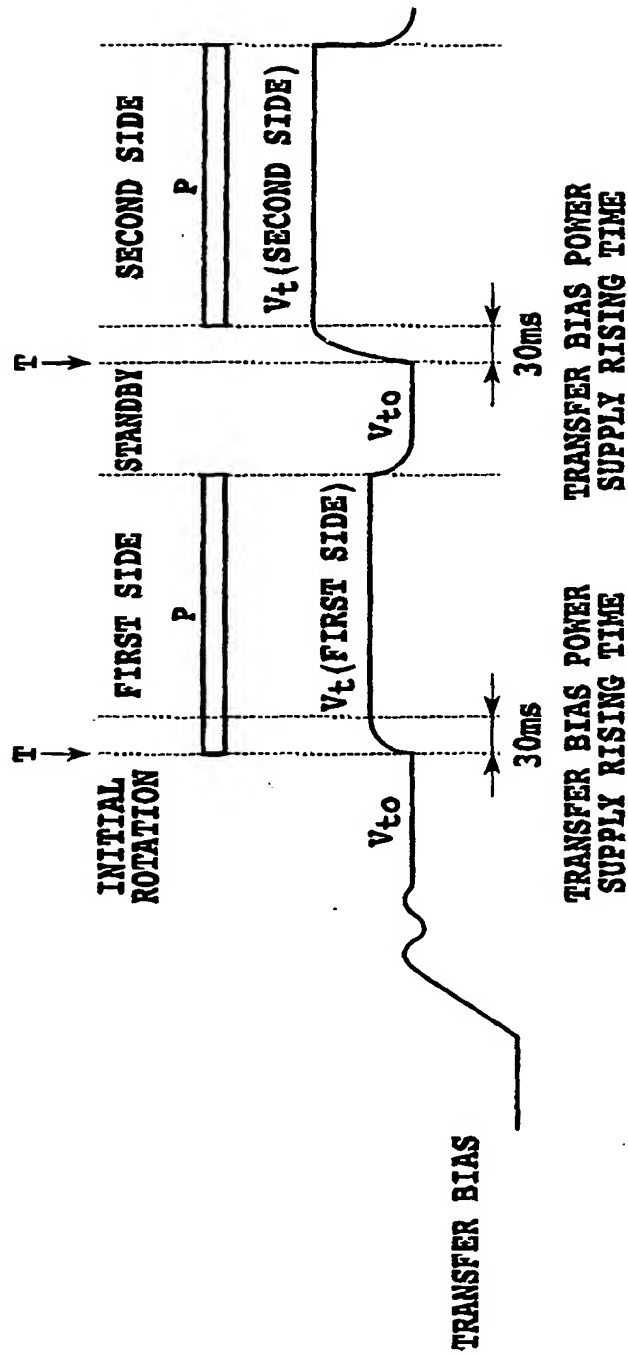 T
T
INITIAL
ROTATION
FIRST SIDE
STANDBY
SECOND SIDE
P
P
Vt(FIRST SIDE)
Vt(SECOND SIDE)
Vto
Vto
TRANSFER BIAS
30ms
30ms
TRANSFER BIAS POWER
SUPPLY RISING TIME
TRANSFER BIAS POWER
SUPPLY RISING TIME